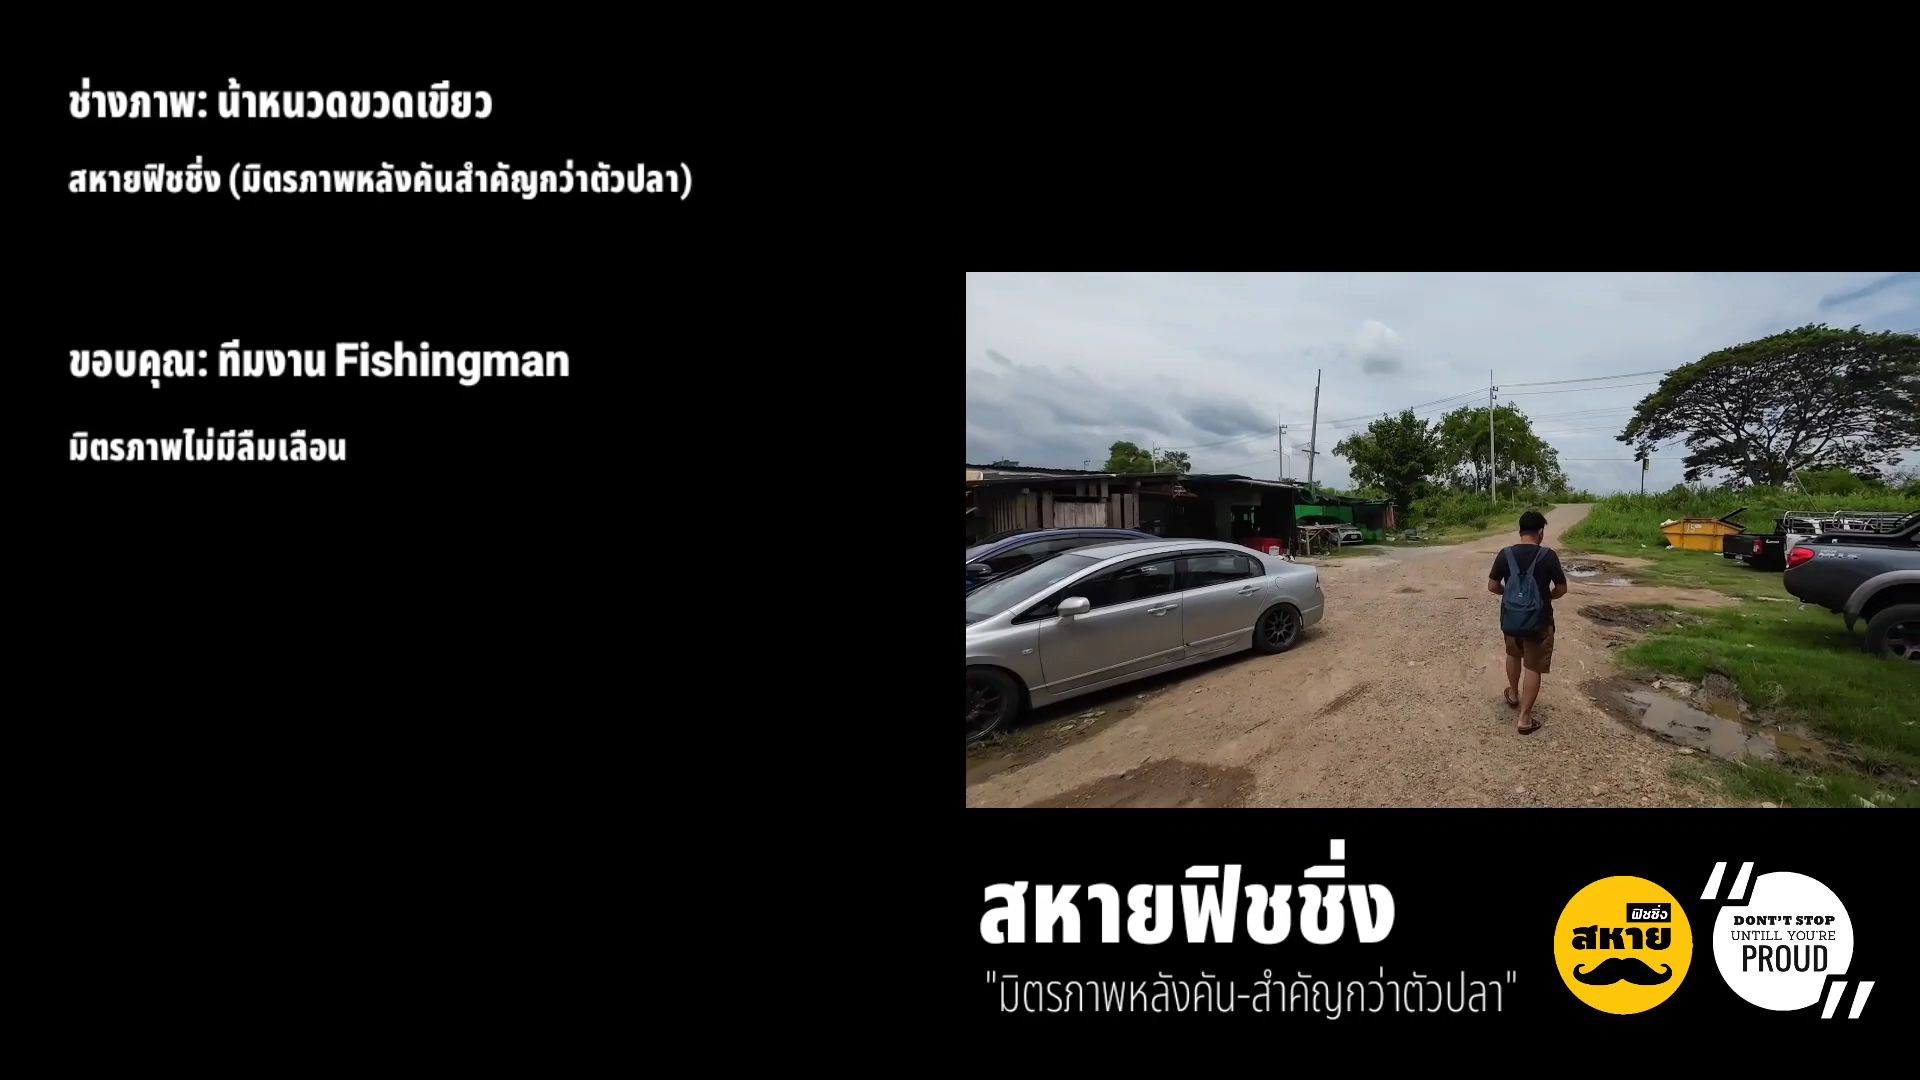 ช่างภาพ: น้าหนวดขวดเขียว
สหายฟิชชิ่ง (มิตรภาพหลังคันสำคัญกว่าตัวปลา)
ขอบคุณ: ทีมงาน Fishingman
มิตรภาพไม่มีลืมเลือน
สหายฟิชชิ่ง
"มิตรภาพหลังคัน-สำคัญกว่าตัวปลา"
ฟิชชิ่ง
สหาย
DONT'T STOP
UNTILL YOU'RE
PROUD